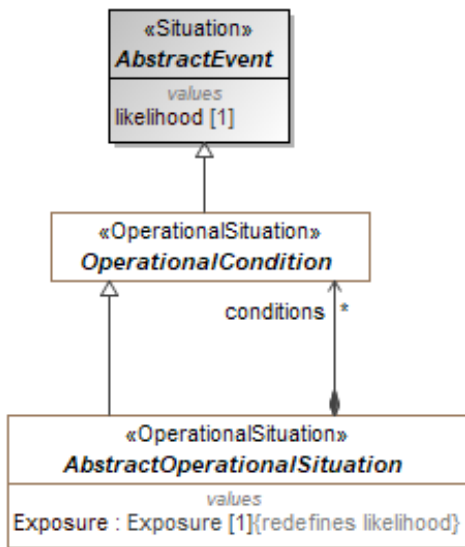 «Situation»
AbstractEvent
values
likelihood [1]
«OperationalSituation»
OperationalCondition
conditions *
«OperationalSituation»
AbstractOperationalSituation
values
Exposure : Exposure [1]{redefines likelihood}